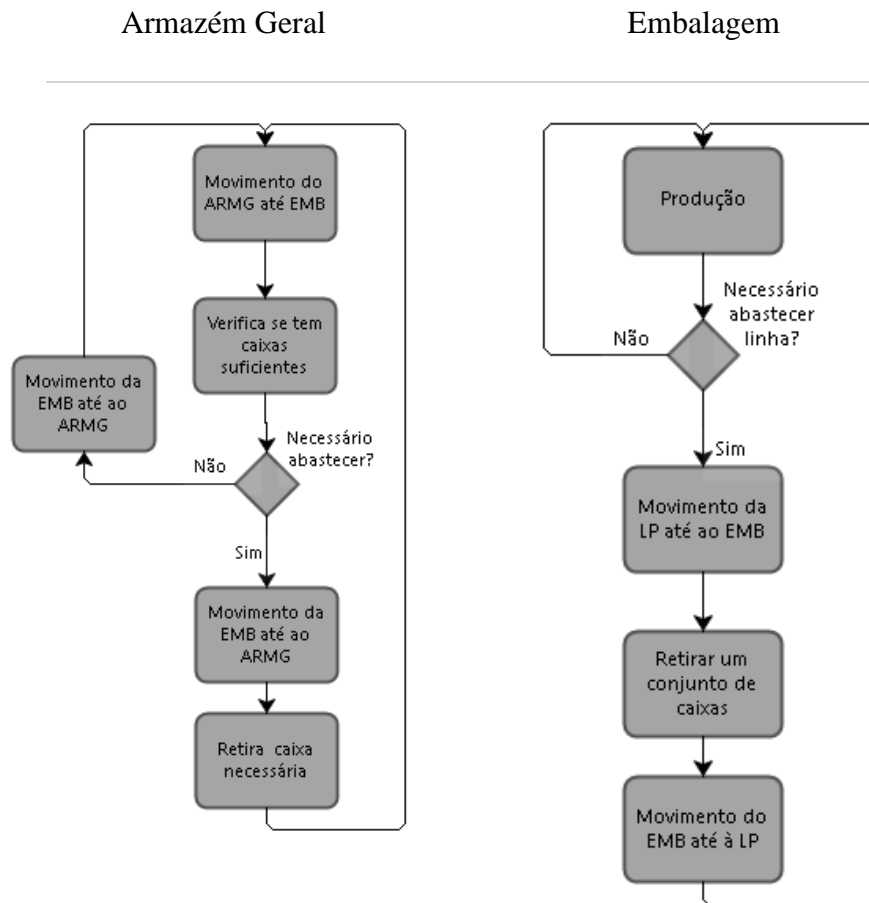 Armazém Geral
Embalagem
Movimento do
ARMG até EMB
Verifica se tem
caixas
suficientes
Movimento da
EMB até ao
ARMG
Necessário
abastecer?
Não
Sim
Movimento da
EMB até ao
ARMG
Retira caixa
necessária
Produção
Necessário
abastecer
linha?
Não
Sim
Movimento da
LP até ao EMB
Retirar um
conjunto de
caixas
Movimento do
EMB até à LP